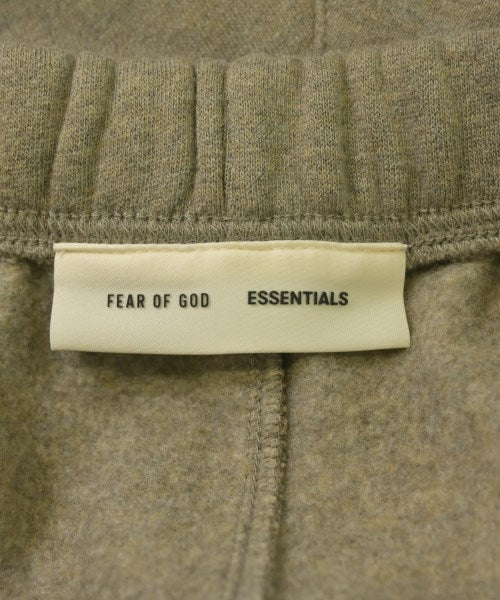 FEAR OF GOD ESSENTIALS